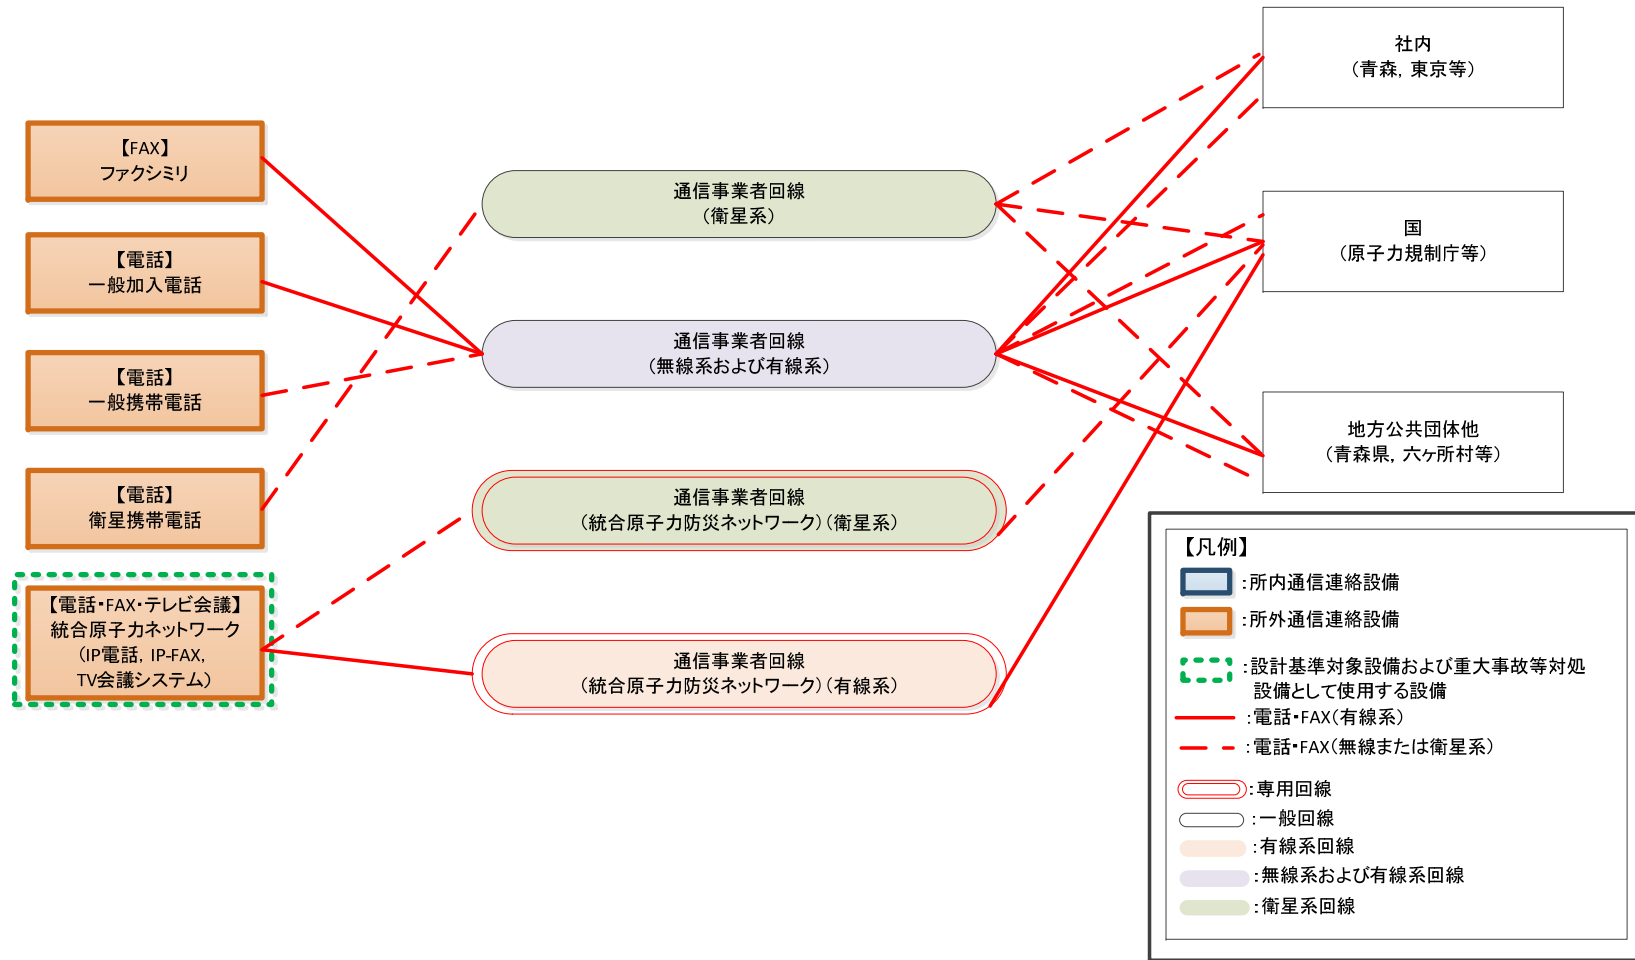 【FAX】
ファクシミリ
【電話】
一般加入電話
【電話】
一般携帯電話
【電話】
衛星携帯電話
【電話・FAX・テレビ会議】
統合原子力ネットワーク
（IP電話，IP-FAX，
TV会議システム）
通信事業者回線
（衛星系）
通信事業者回線
（無線系および有線系）
通信事業者回線
（統合原子力防災ネットワーク）（衛星系）
通信事業者回線
（統合原子力防災ネットワーク）（有線系）
社内
（青森，東京等）
国
（原子力規制庁等）
地方公共団体他
（青森県，六ヶ所村等）
【凡例】
：所内通信連絡設備
：所外通信連絡設備
：設計基準対象設備および重大事故等対処
設備として使用する設備
：電話・FAX（有線系）
：電話・FAX（無線または衛星系）
：専用回線
：一般回線
：有線系回線
：無線系および有線系回線
：衛星系回線